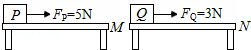 P F_P=5N M Q F_Q=3N N